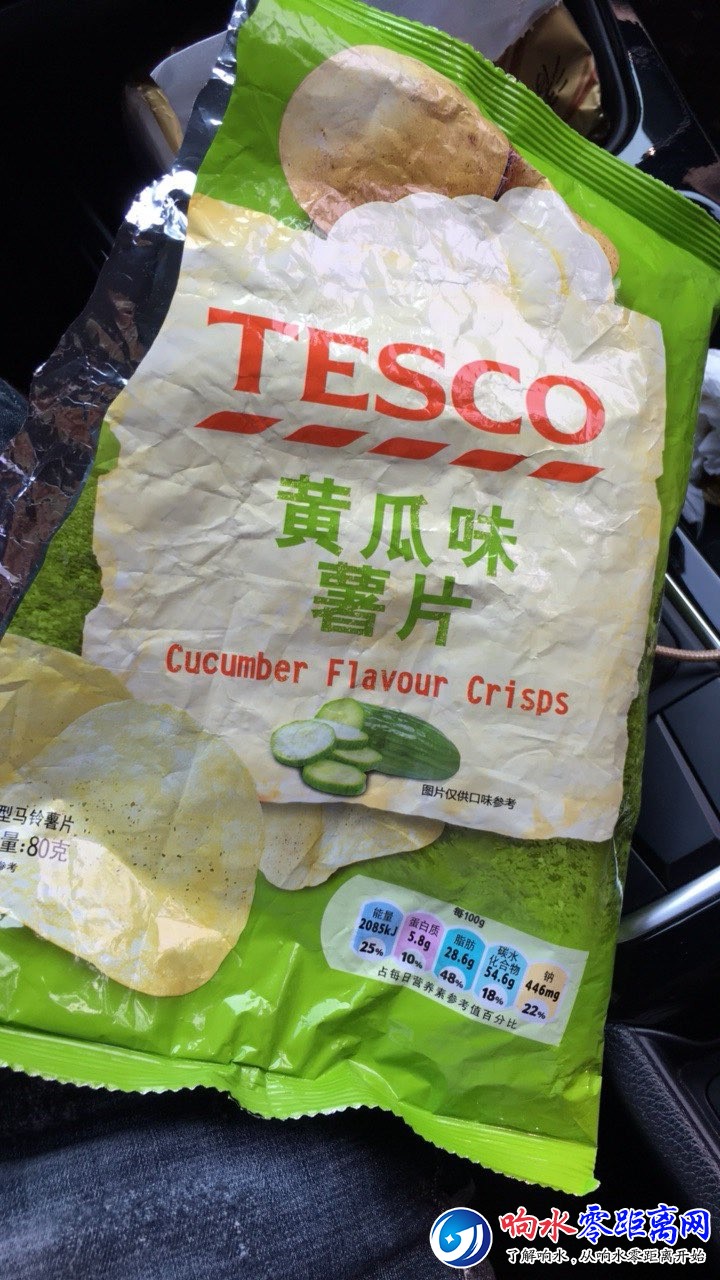 TESCO
黄瓜味
薯片
Cucumber Flavour Crisps
图片仅供口味参考
型马铃薯片
量:80克
参考
每100g
能量 蛋白质 脂肪 碳水化合物 钠
2085kJ 5.8g 28.6g 54.6g 446mg
25% 10% 48% 18% 22%
占每日营养素参考值百分比
响水零距离网
了解响水,从响水零距离开始